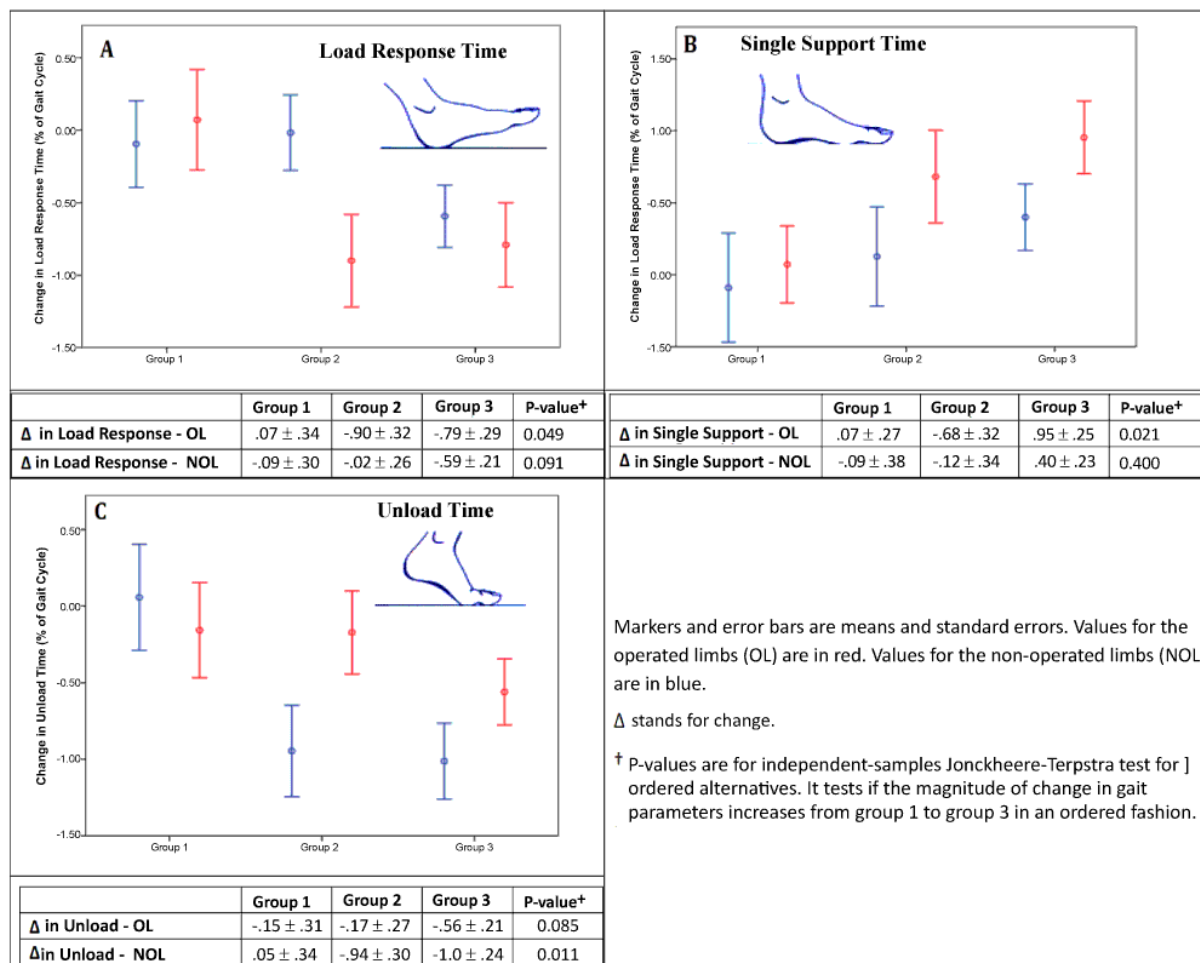 A
Load Response Time
Change in Load Response Time (% of Gait Cycle)
0.50
0.00
-0.50
-1.00
-1.50
Group 1 Group 2 Group 3
Group 1 Group 2 Group 3 P-value+
Δ in Load Response - OL .07 ± .34 -.90 ± .32 -.79 ± .29 0.049
Δ in Load Response - NOL -.09 ± .30 -.02 ± .26 -.59 ± .21 0.091
B
Single Support Time
Change in Load Response Time (% of Gait Cycle)
1.50
1.00
-0.50
0.00
-1.50
Group 1 Group 2 Group 3
Group 1 Group 2 Group 3 P-value+
Δ in Single Support - OL .07 ± .27 -.68 ± .32 .95 ± .25 0.021
Δ in Single Support - NOL -.09 ± .38 -.12 ± .34 .40 ± .23 0.400
C
Unload Time
Change in Unload Time (% of Gait Cycle)
0.50
0.00
-0.50
-1.00
-1.50
Group 1 Group 2 Group 3
Group 1 Group 2 Group 3 P-value+
Δ in Unload - OL -.15 ± .31 -.17 ± .27 -.56 ± .21 0.085
Δin Unload - NOL .05 ± .34 -.94 ± .30 -1.0 ± .24 0.011
Markers and error bars are means and standard errors. Values for the
operated limbs (OL) are in red. Values for the non-operated limbs (NOL
are in blue.
Δ stands for change.
† P-values are for independent-samples Jonckheere-Terpstra test for ]
ordered alternatives. It tests if the magnitude of change in gait
parameters increases from group 1 to group 3 in an ordered fashion.